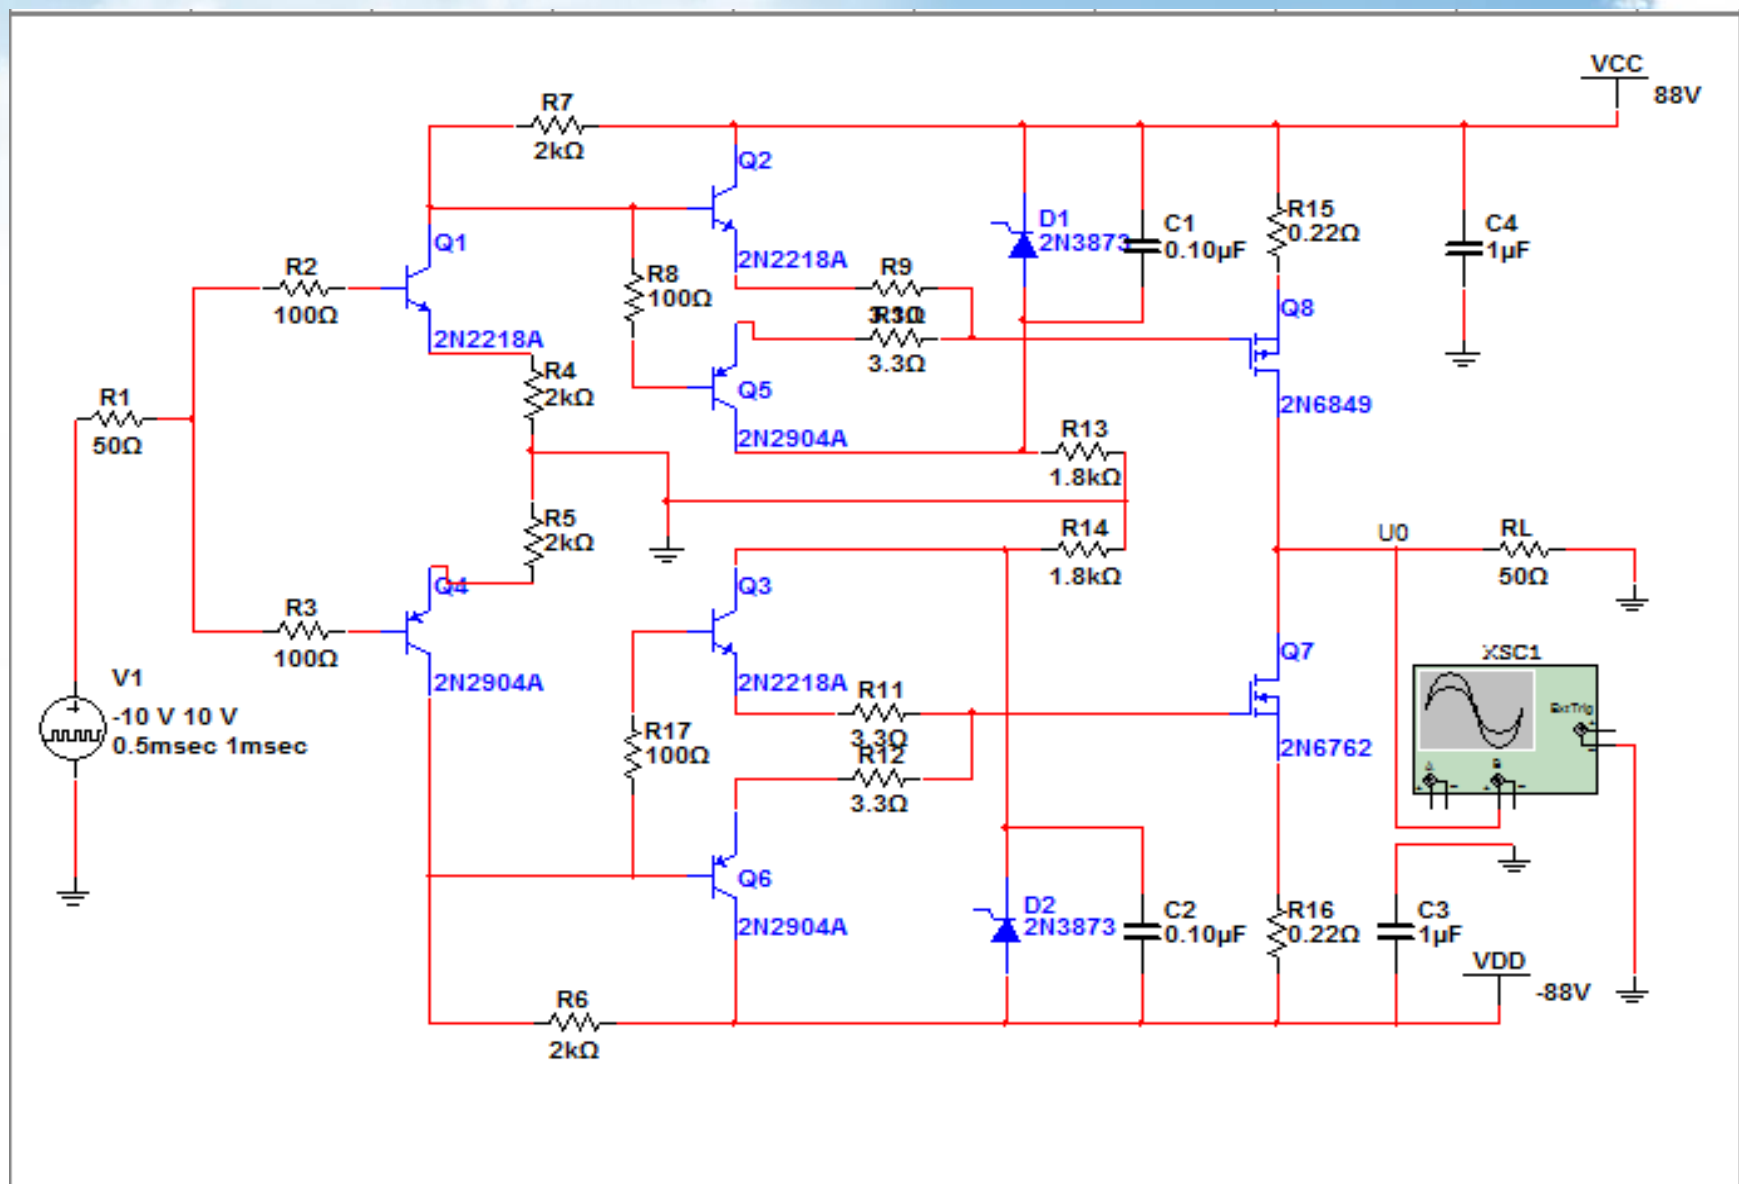 VCC
88V
R7
2kΩ
Q2
2N2218A
Q1
2N2218A
R2
100Ω
R8
100Ω
R9
3.3Ω
3.3Ω
D1
2N3873
C1
0.10µF
R15
0.22Ω
C4
1µF
Q8
2N6849
R4
2kΩ
Q5
2N2904A
R1
50Ω
R13
1.8kΩ
R5
2kΩ
R14
1.8kΩ
U0
RL
50Ω
Q4
2N2904A
R3
100Ω
Q3
2N2218A
Q7
2N6762
XSC1
Ext Trig
+
-
A
B
+
-
+
-
V1
+
-10 V 10 V
0.5msec 1msec
R17
100Ω
R11
3.3Ω
R12
3.3Ω
Q6
2N2904A
D2
2N3873
C2
0.10µF
R16
0.22Ω
C3
1µF
VDD
-88V
R6
2kΩ